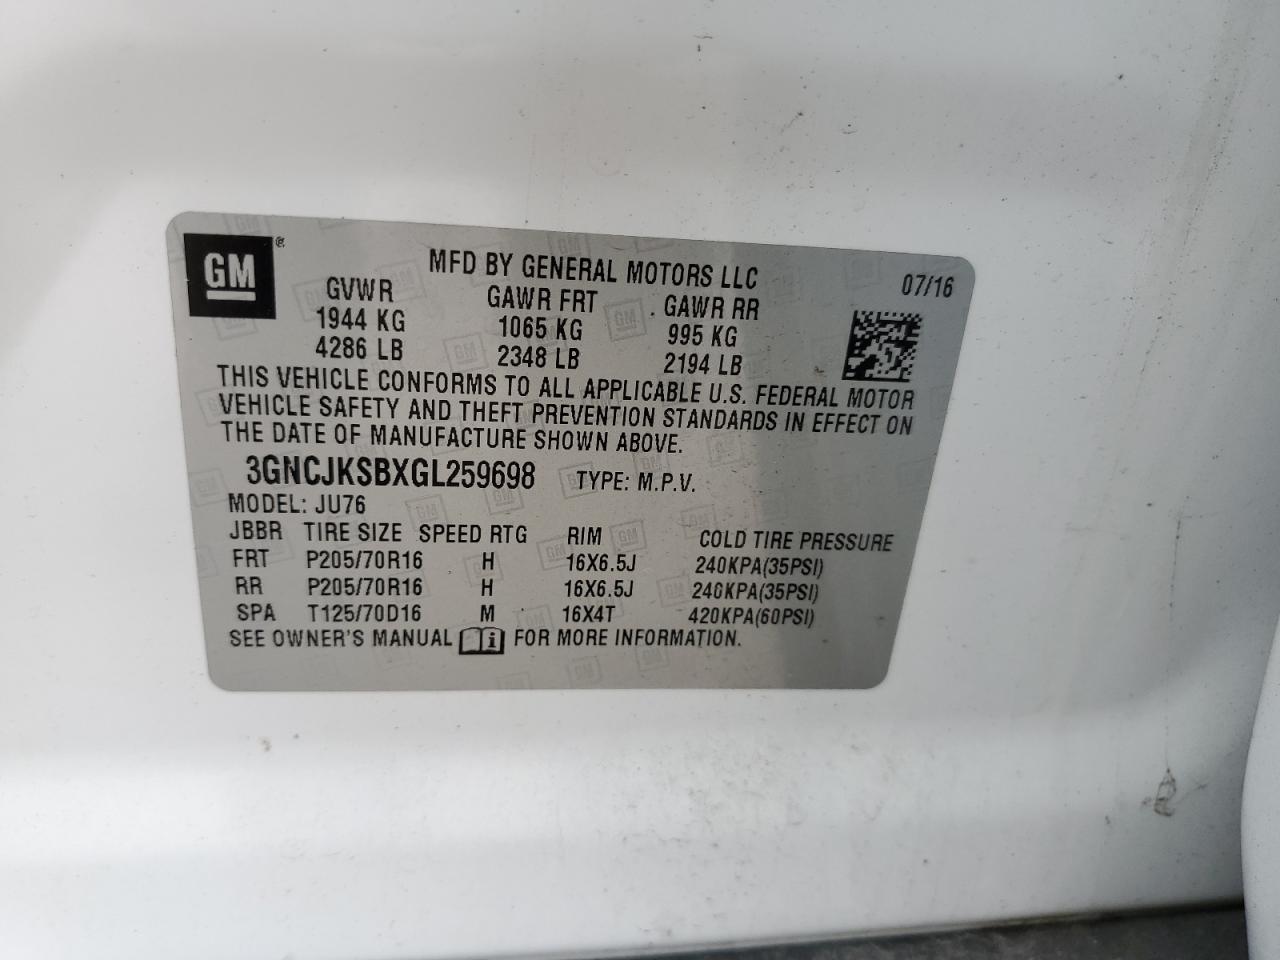 GM ®
MFD BY GENERAL MOTORS LLC 07/16
GVWR GAWR FRT GAWR RR
1944 KG 1065 KG 995 KG
4286 LB 2348 LB 2194 LB
THIS VEHICLE CONFORMS TO ALL APPLICABLE U.S. FEDERAL MOTOR
VEHICLE SAFETY AND THEFT PREVENTION STANDARDS IN EFFECT ON
THE DATE OF MANUFACTURE SHOWN ABOVE.
3GNCJKSBXGL259698 TYPE: M.P.V.
MODEL: JU76
JBBR TIRE SIZE SPEED RTG RIM COLD TIRE PRESSURE
FRT P205/70R16 H 16X6.5J 240KPA(35PSI)
RR P205/70R16 H 16X6.5J 240KPA(35PSI)
SPA T125/70D16 M 16X4T 420KPA(60PSI)
SEE OWNER'S MANUAL i FOR MORE INFORMATION.